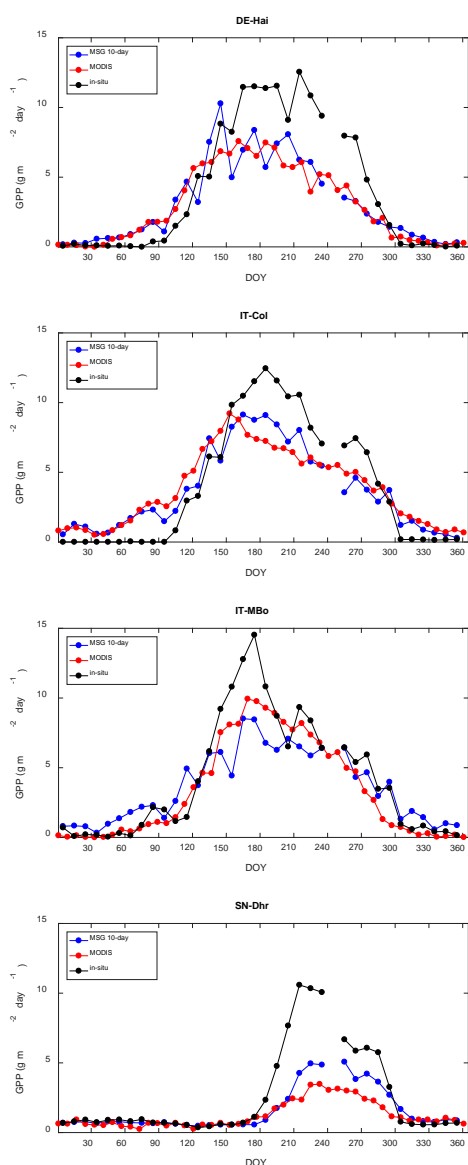 DE-Hai
15
10
5
0
GPP (g m⁻² day⁻¹)
MSG 10-day
MODIS
in-situ
30 60 90 120 150 180 210 240 270 300 330 360
DOY
IT-Col
15
10
5
0
GPP (g m⁻² day⁻¹)
MSG 10-day
MODIS
in-situ
30 60 90 120 150 180 210 240 270 300 330 360
DOY
IT-MBo
15
10
5
0
GPP (g m⁻² day⁻¹)
MSG 10-day
MODIS
in-situ
30 60 90 120 150 180 210 240 270 300 330 360
DOY
SN-Dhr
15
10
5
0
GPP (g m⁻² day⁻¹)
MSG 10-day
MODIS
in-situ
30 60 90 120 150 180 210 240 270 300 330 360
DOY